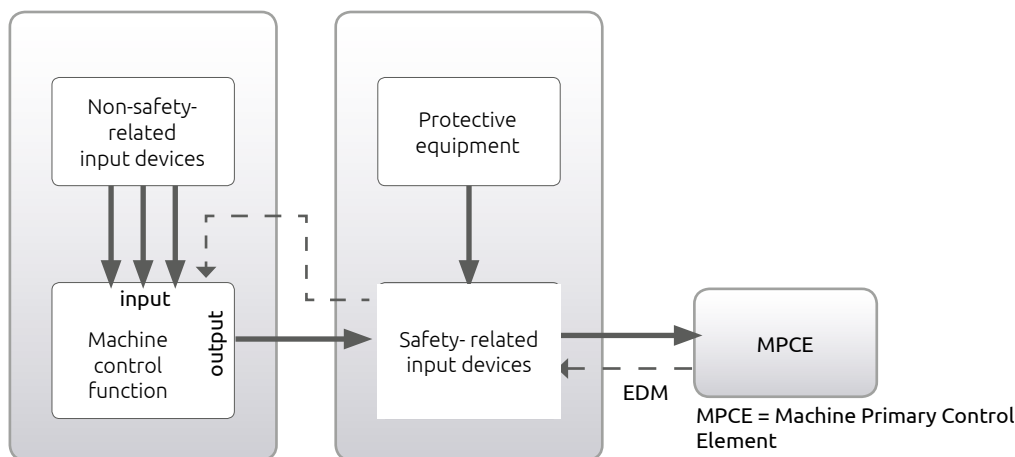 Non-safety-
related
input devices
Protective
equipment
input
output
Machine
control
function
Safety- related
input devices
MPCE
EDM
MPCE = Machine Primary Control
Element